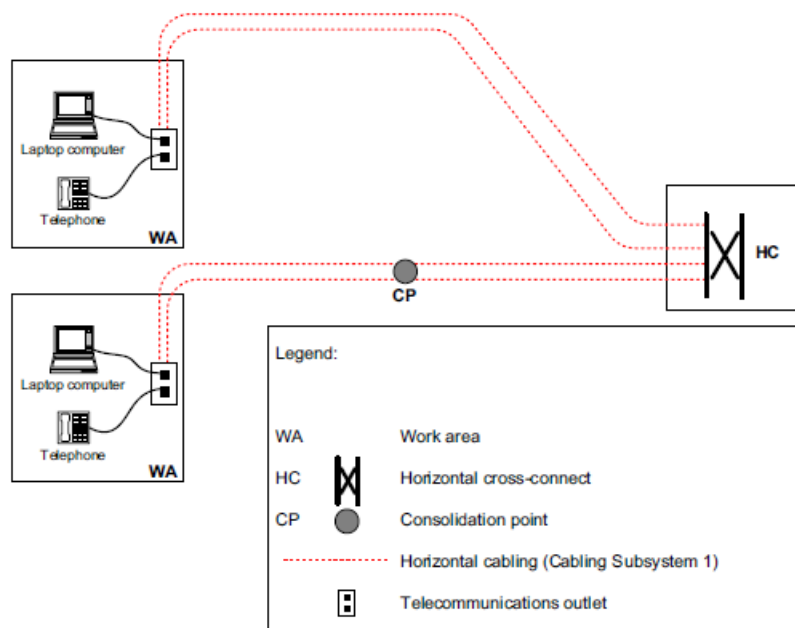 Laptop computer
Telephone
WA
HC
CP
Laptop computer
Telephone
WA
Legend:
WA Work area
HC Horizontal cross-connect
CP Consolidation point
Horizontal cabling (Cabling Subsystem 1)
Telecommunications outlet